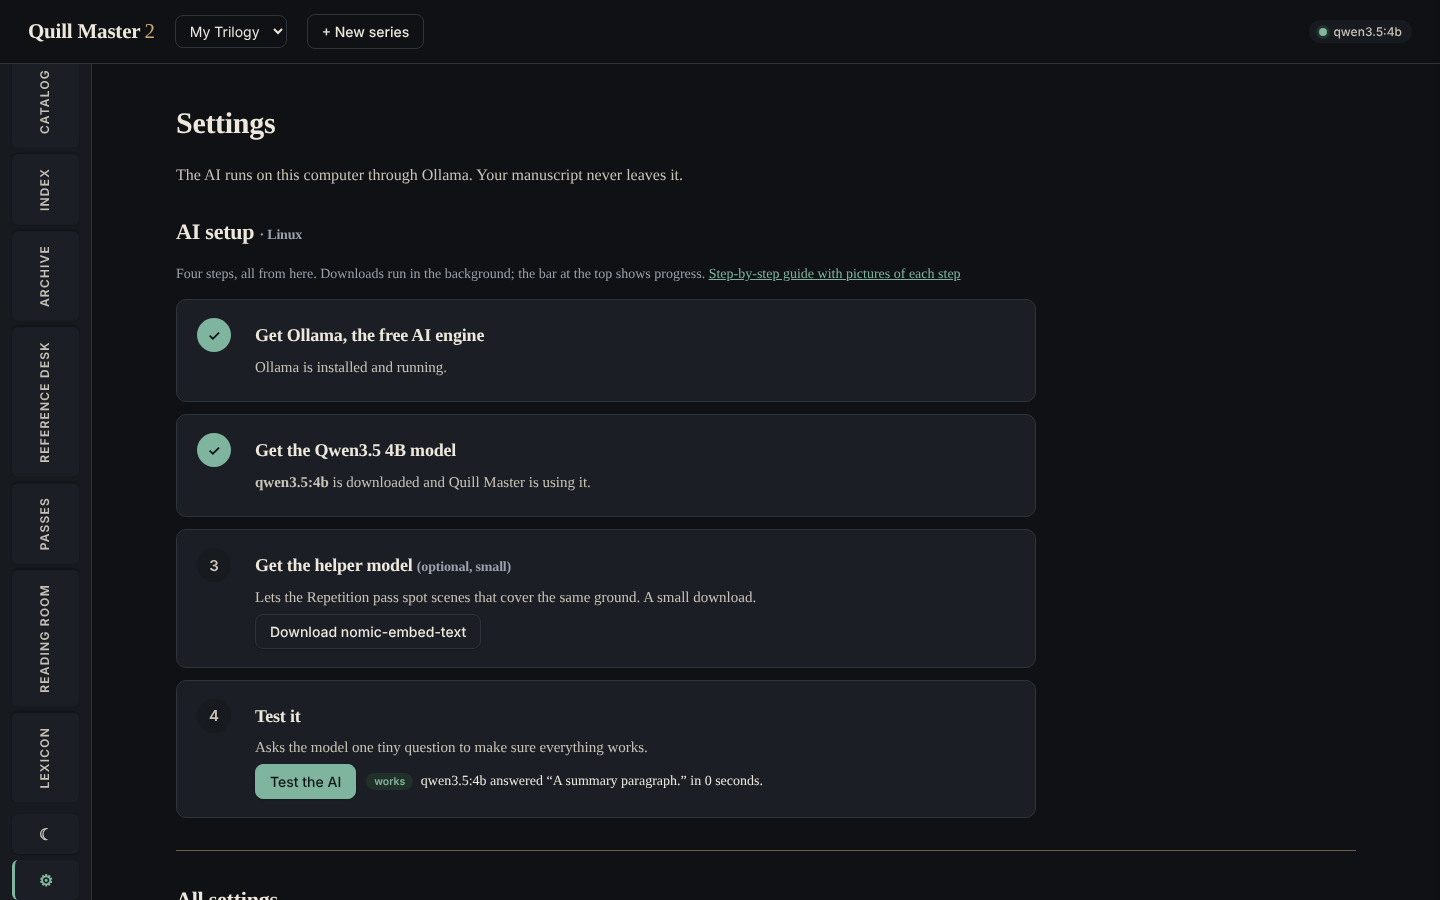 Quill Master 2
My Trilogy
+ New series
qwen3.5:4b
CATALOG
INDEX
ARCHIVE
REFERENCE DESK
PASSES
READING ROOM
LEXICON
Settings
The AI runs on this computer through Ollama. Your manuscript never leaves it.
AI setup · Linux
Four steps, all from here. Downloads run in the background; the bar at the top shows progress. Step-by-step guide with pictures of each step
Get Ollama, the free AI engine
Ollama is installed and running.
Get the Qwen3.5 4B model
qwen3.5:4b is downloaded and Quill Master is using it.
3
Get the helper model (optional, small)
Lets the Repetition pass spot scenes that cover the same ground. A small download.
Download nomic-embed-text
4
Test it
Asks the model one tiny question to make sure everything works.
Test the AI works qwen3.5:4b answered “A summary paragraph.” in 0 seconds.
All settings